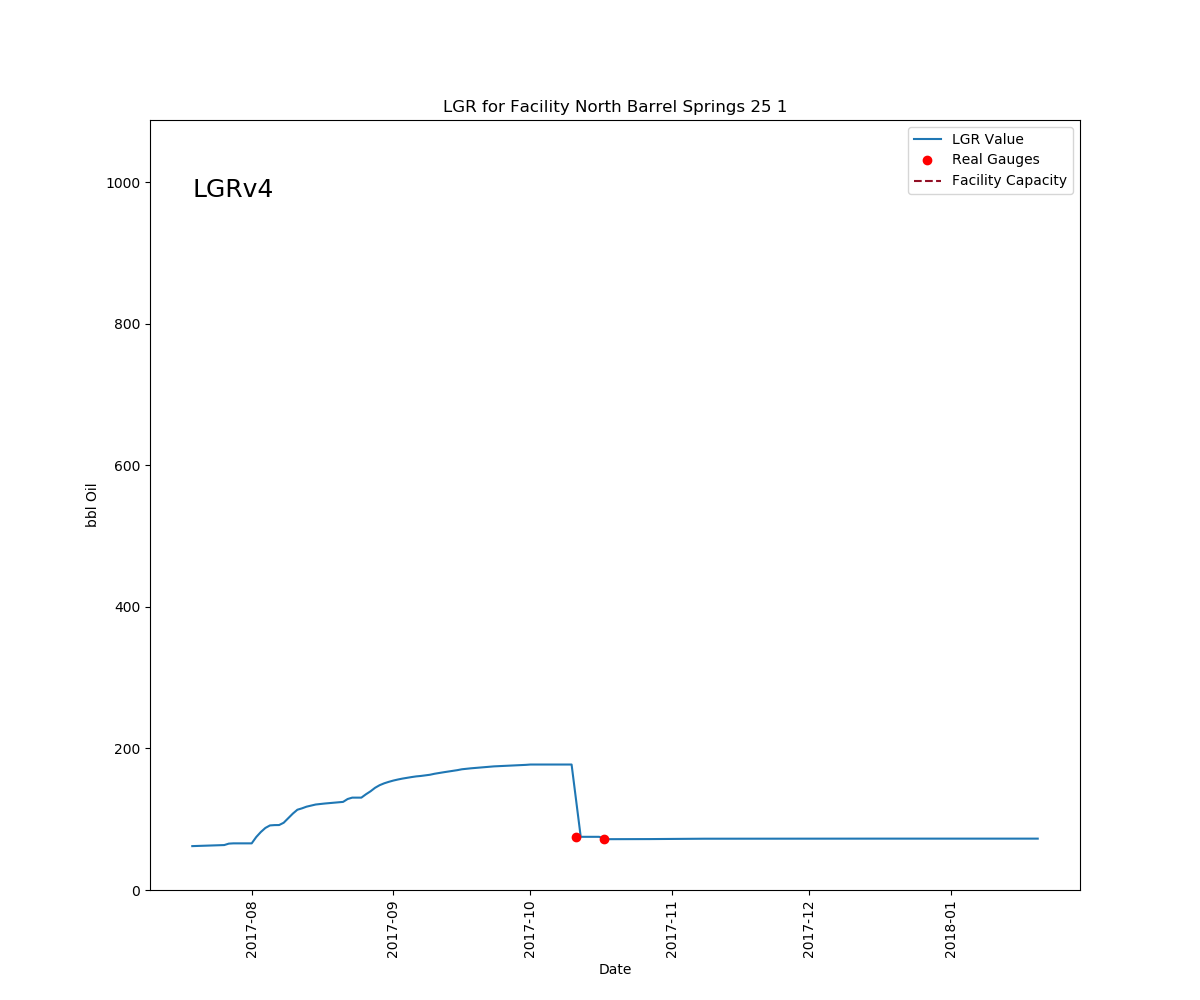 LGR for Facility North Barrel Springs 25 1
LGRv4
LGR Value
Real Gauges
Facility Capacity
1000
800
600
400
200
0
bbl Oil
2017-08
2017-09
2017-10
2017-11
2017-12
2018-01
Date